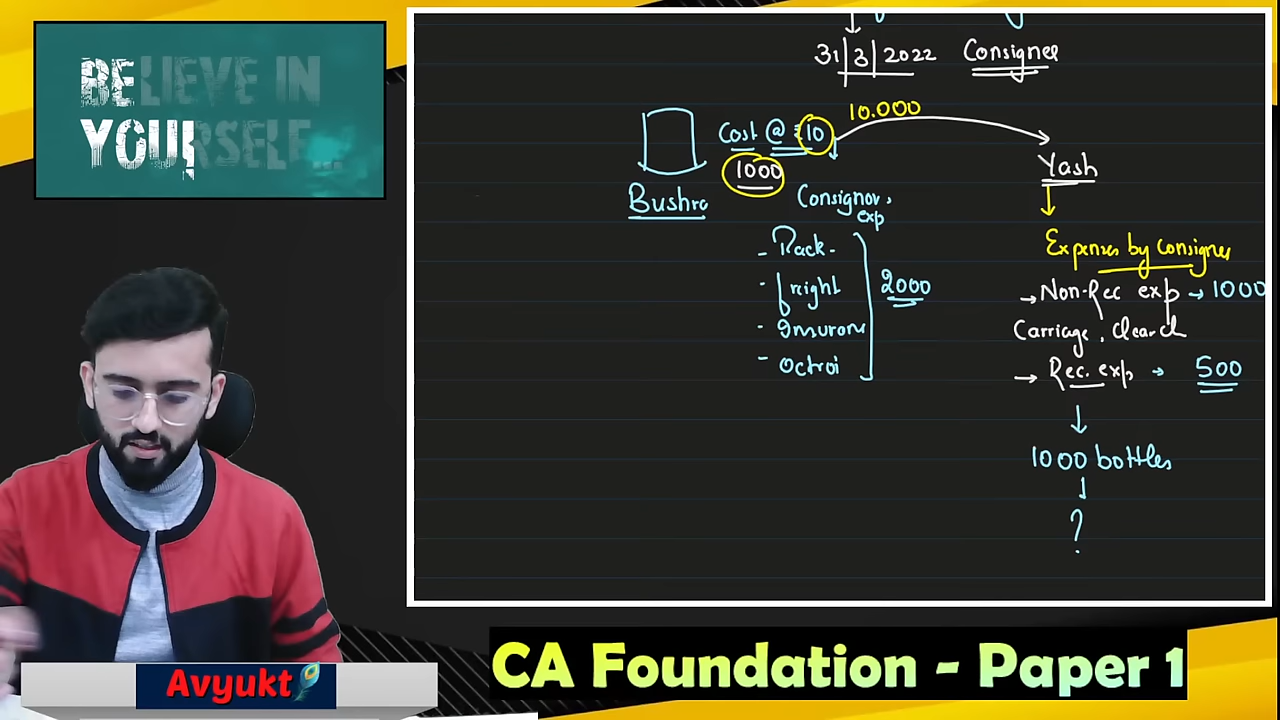 BELIEVE IN
YOURSELF...
31|3|2022 Consignee
10.000
Cost @ 10
1000
Yash
Bushra
Consignor
exp
Expenses by consignee
- Pack.
- freight
2000
→ Non-Rec exp → 1000
Carriage, clear
- Insuran
- Octroi
→ Rec. exp → 500
1000 bottles
?
Avyukt
CA Foundation - Paper 1